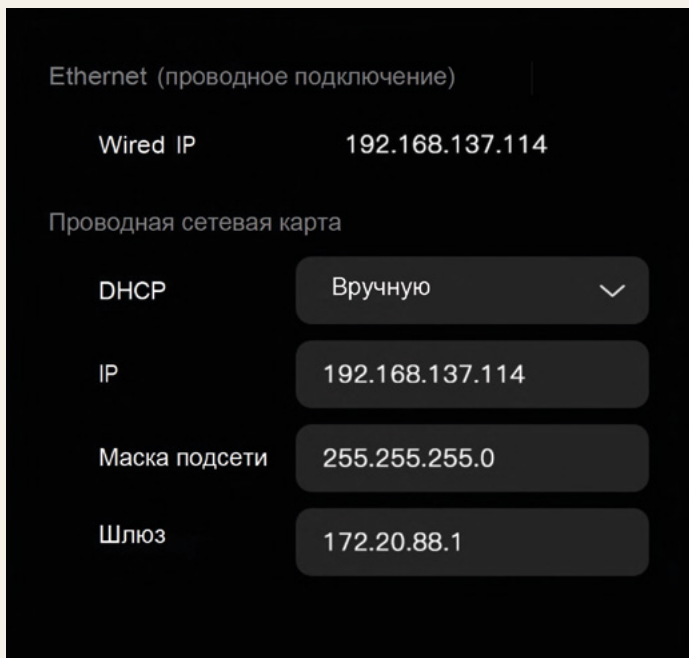 Ethernet (проводное подключение)
Wired IP 192.168.137.114
Проводная сетевая карта
DHCP Вручную
IP 192.168.137.114
Маска подсети 255.255.255.0
Шлюз 172.20.88.1